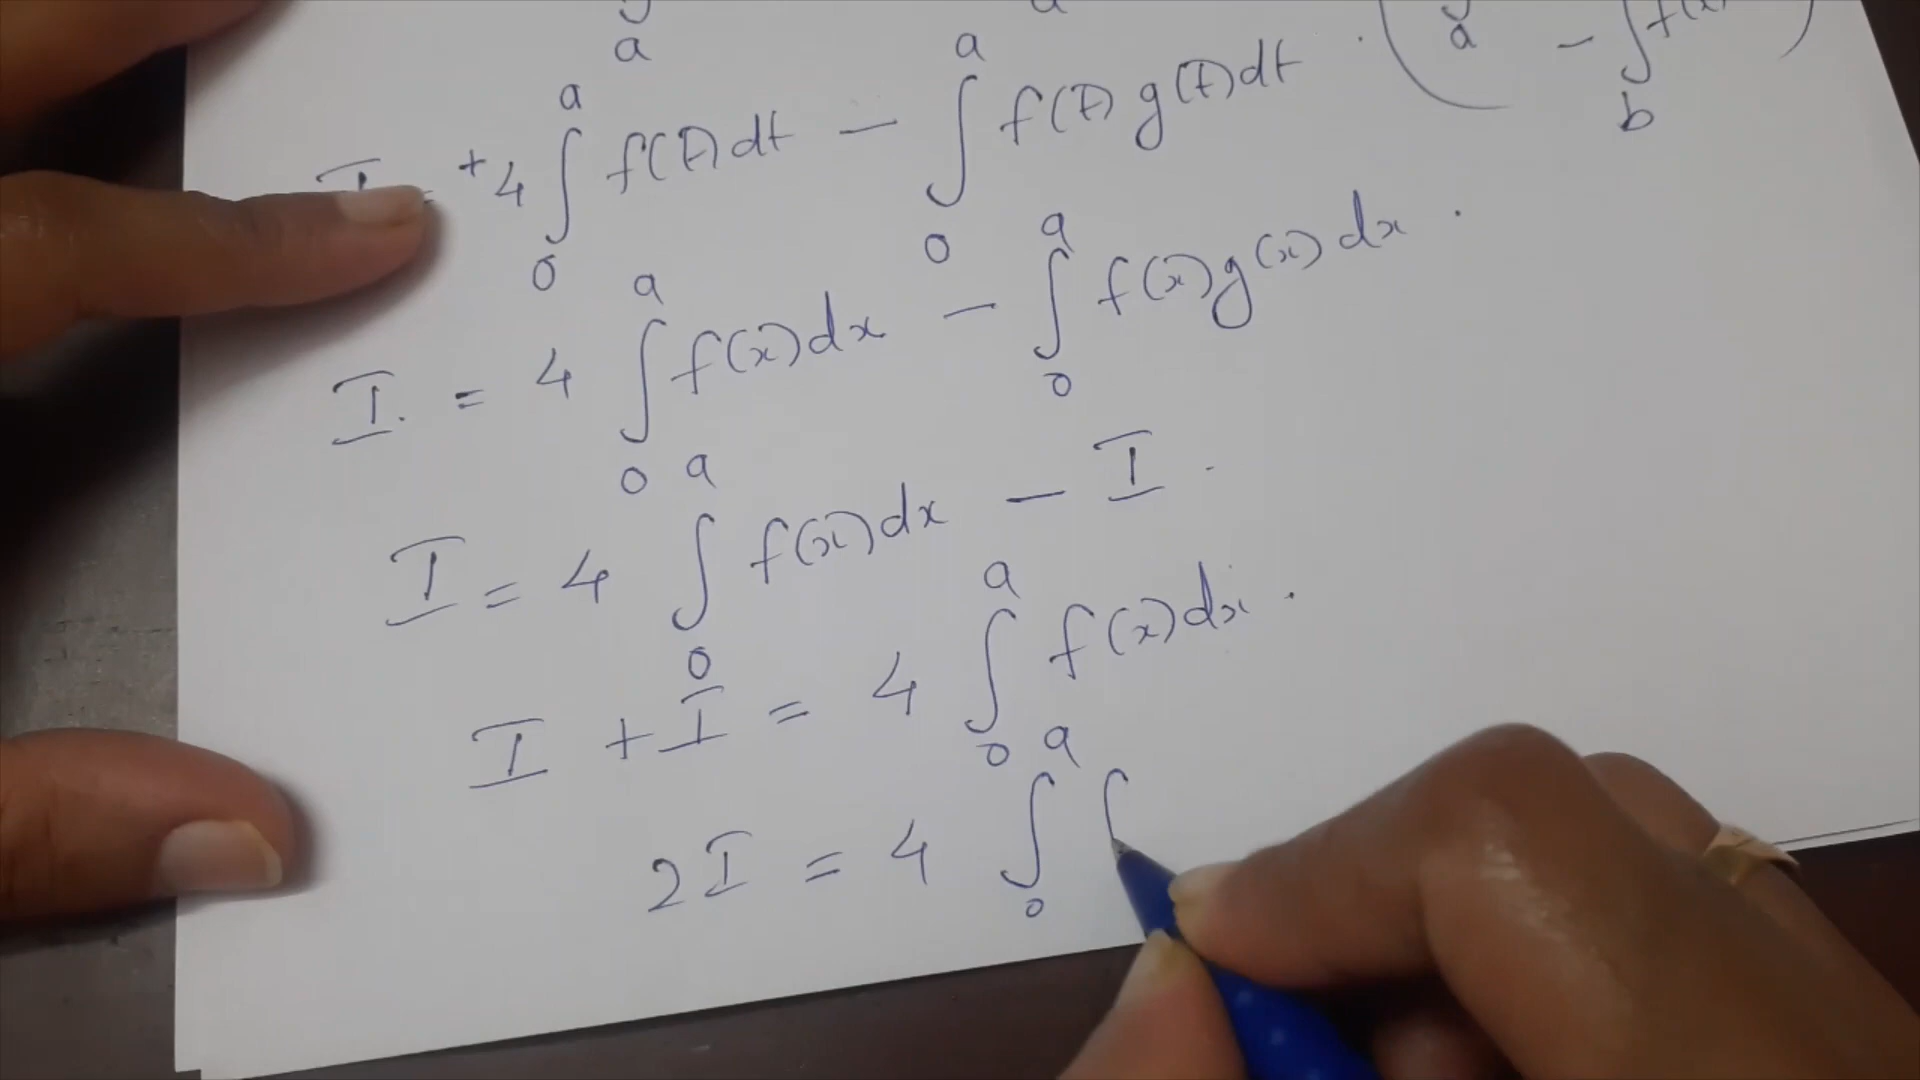 a a
I = +4 ∫₀ᵃ f(t)dt − ∫₀ᵃ f(t)g(t)dt · ( a − ∫ f(x) b )
I. = 4 ∫₀ᵃ f(x)dx − ∫₀ᵃ f(x)g(x)dx.
I = 4 ∫₀ᵃ f(x)dx − I.
I + I = 4 ∫₀ᵃ f(x)dx.
2I = 4 ∫₀ᵃ